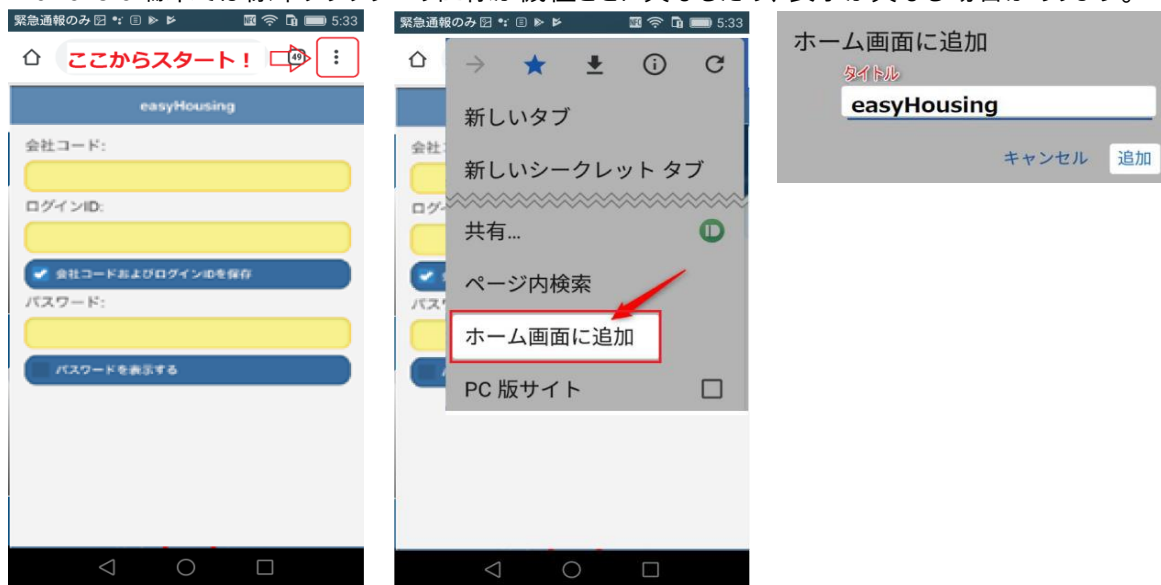 緊急通報のみ 5:33
ここからスタート！ 49
easyHousing
会社コード:
ログインID:
会社コードおよびログインIDを保存
パスワード:
パスワードを表示する
緊急通報のみ 5:33
新しいタブ
新しいシークレット タブ
共有...
ページ内検索
ホーム画面に追加
PC 版サイト
会社
ログ
ホーム画面に追加
タイトル
easyHousing
キャンセル 追加